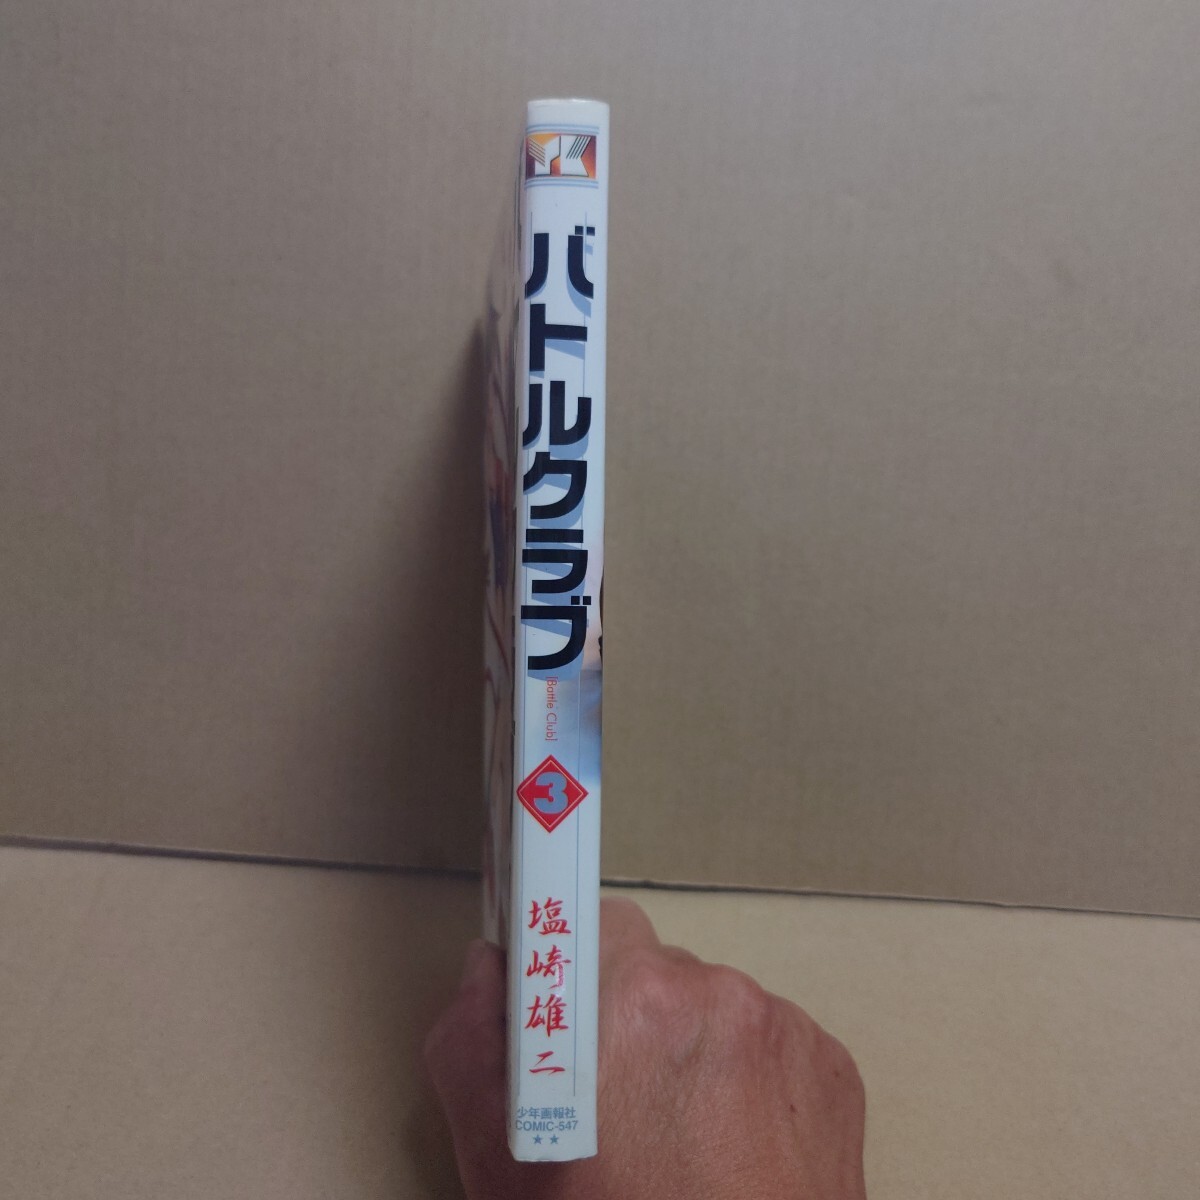 YK
バトルクラブ
[Battle Club]
3
塩崎雄二
少年画報社
COMIC-547
★★